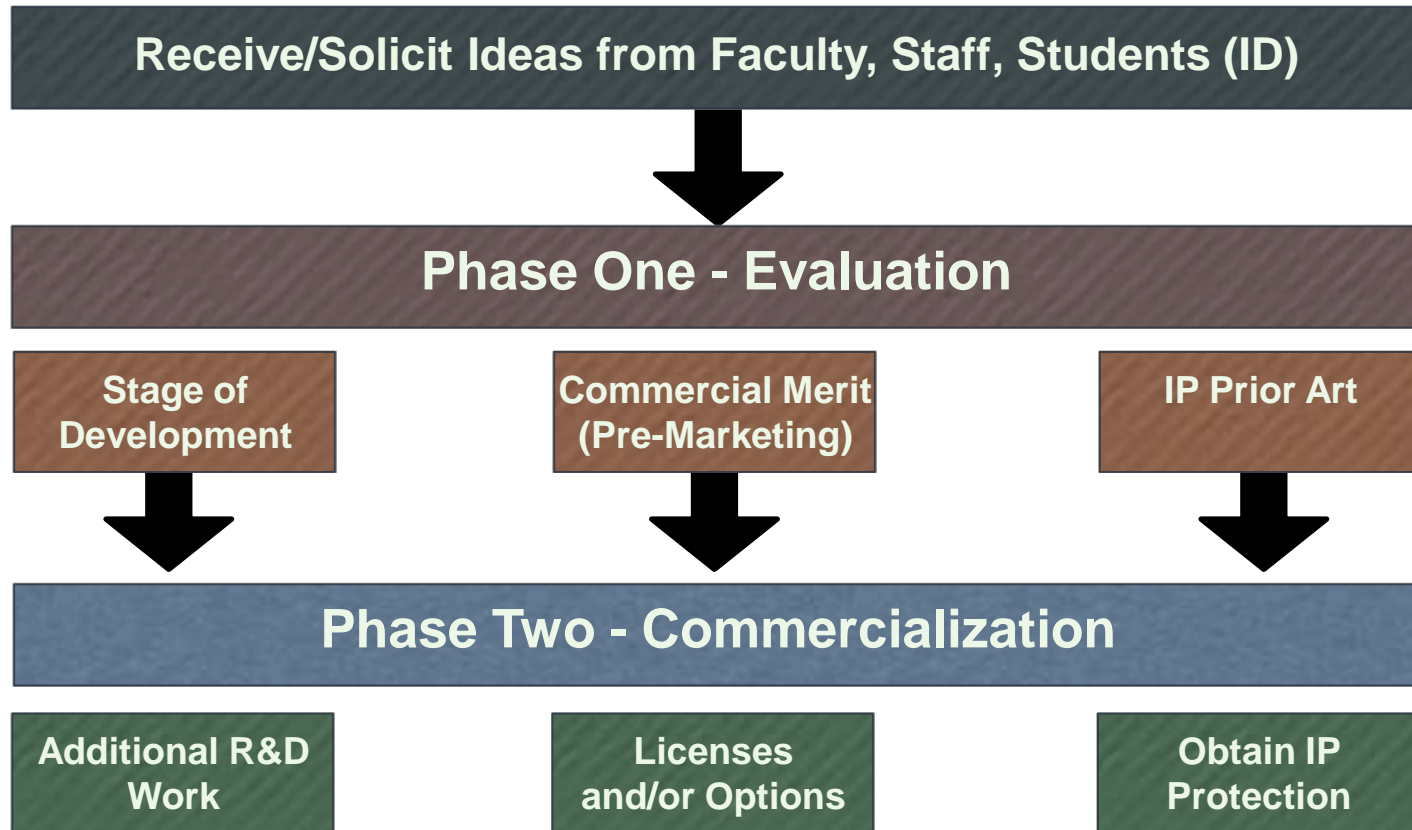 Receive/Solicit Ideas from Faculty, Staff, Students (ID)
Phase One - Evaluation
Stage of
Development
Commercial Merit
(Pre-Marketing)
IP Prior Art
Phase Two - Commercialization
Additional R&D
Work
Licenses
and/or Options
Obtain IP
Protection